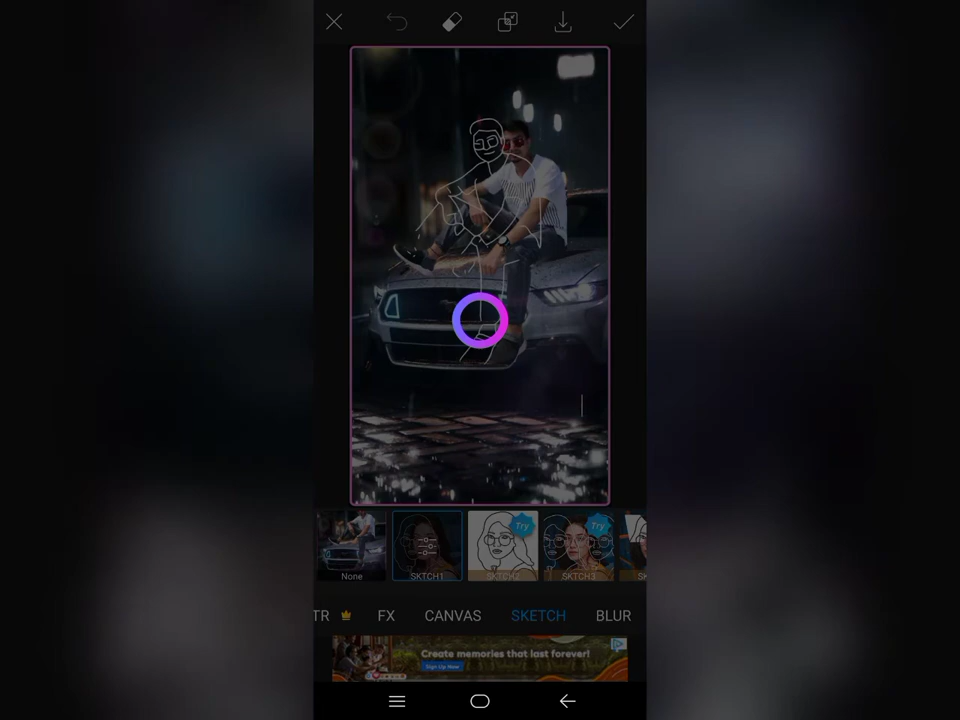 Try
Try
None
SKTCH1
SKTCH2
SKTCH3
SK
TR
FX
CANVAS
SKETCH
BLUR
Create memories that last forever!
Sign Up Now